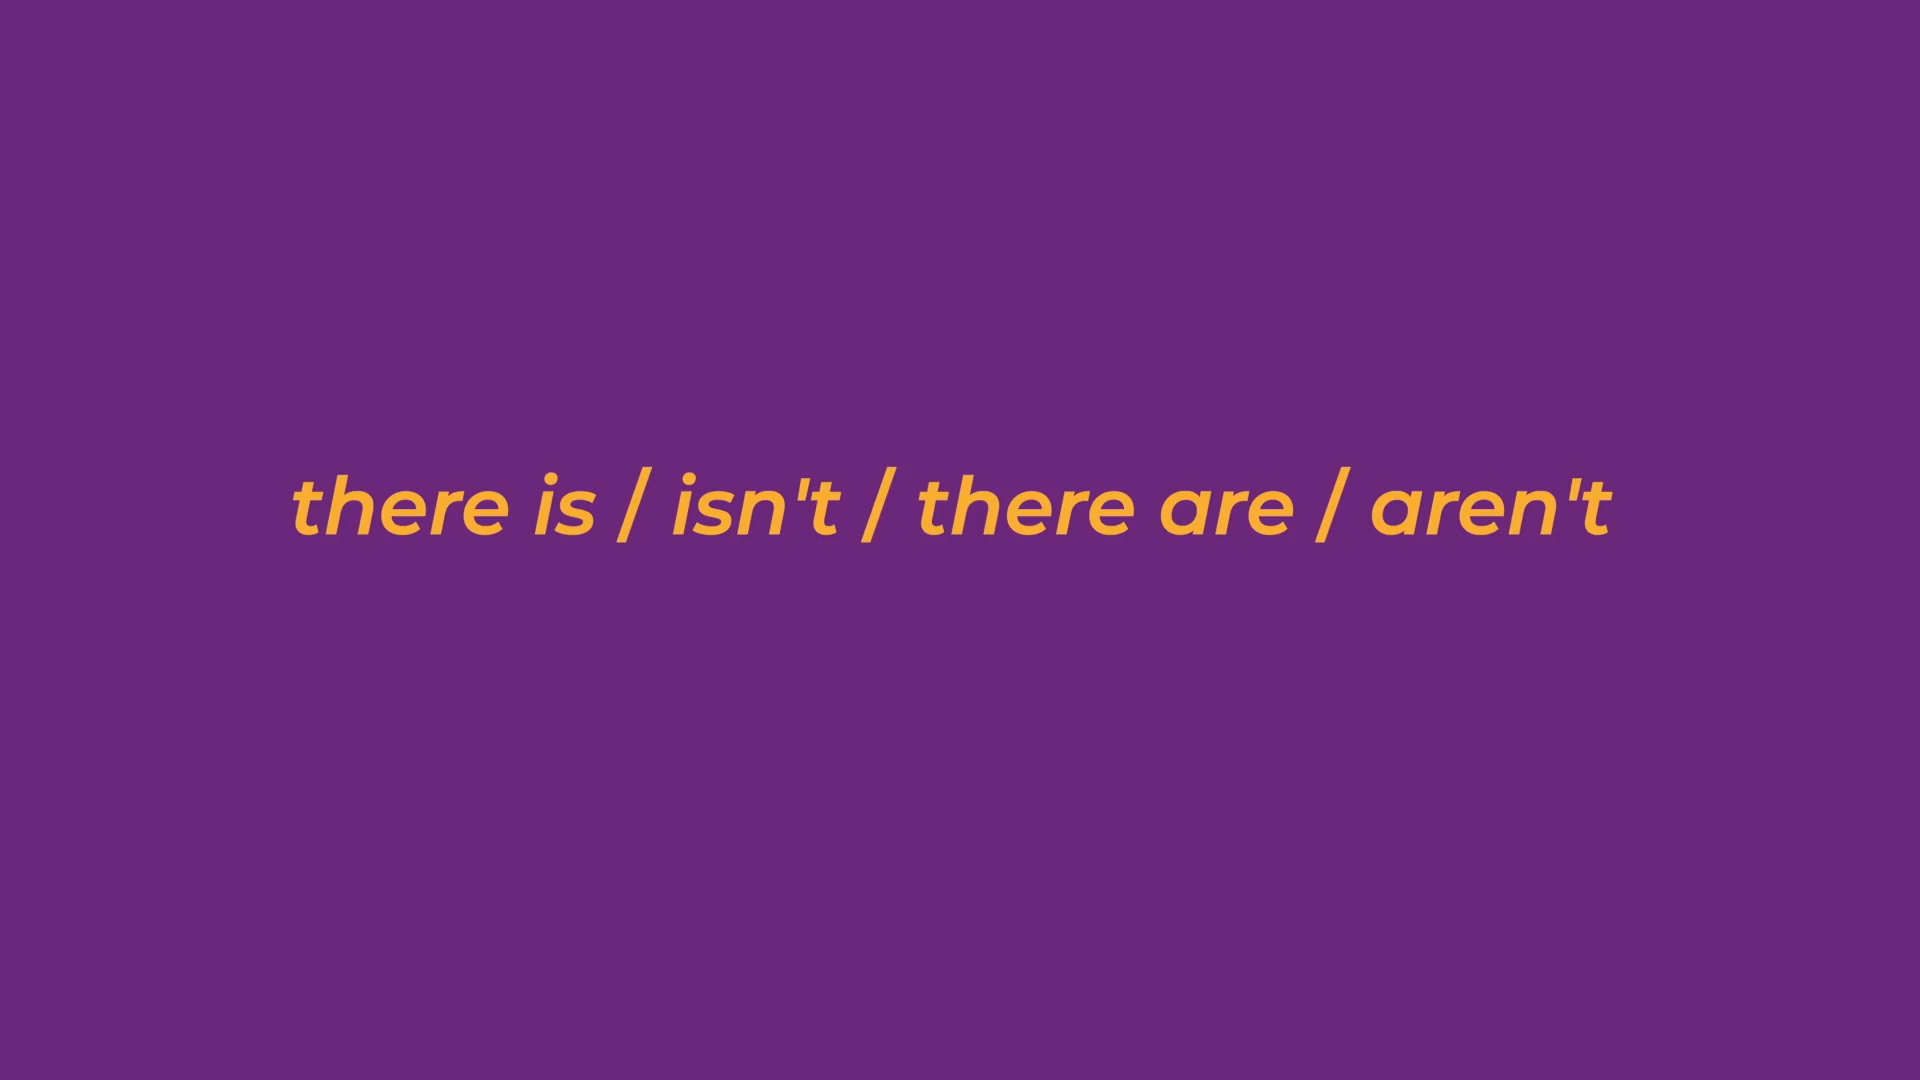 there is / isn't / there are / aren't